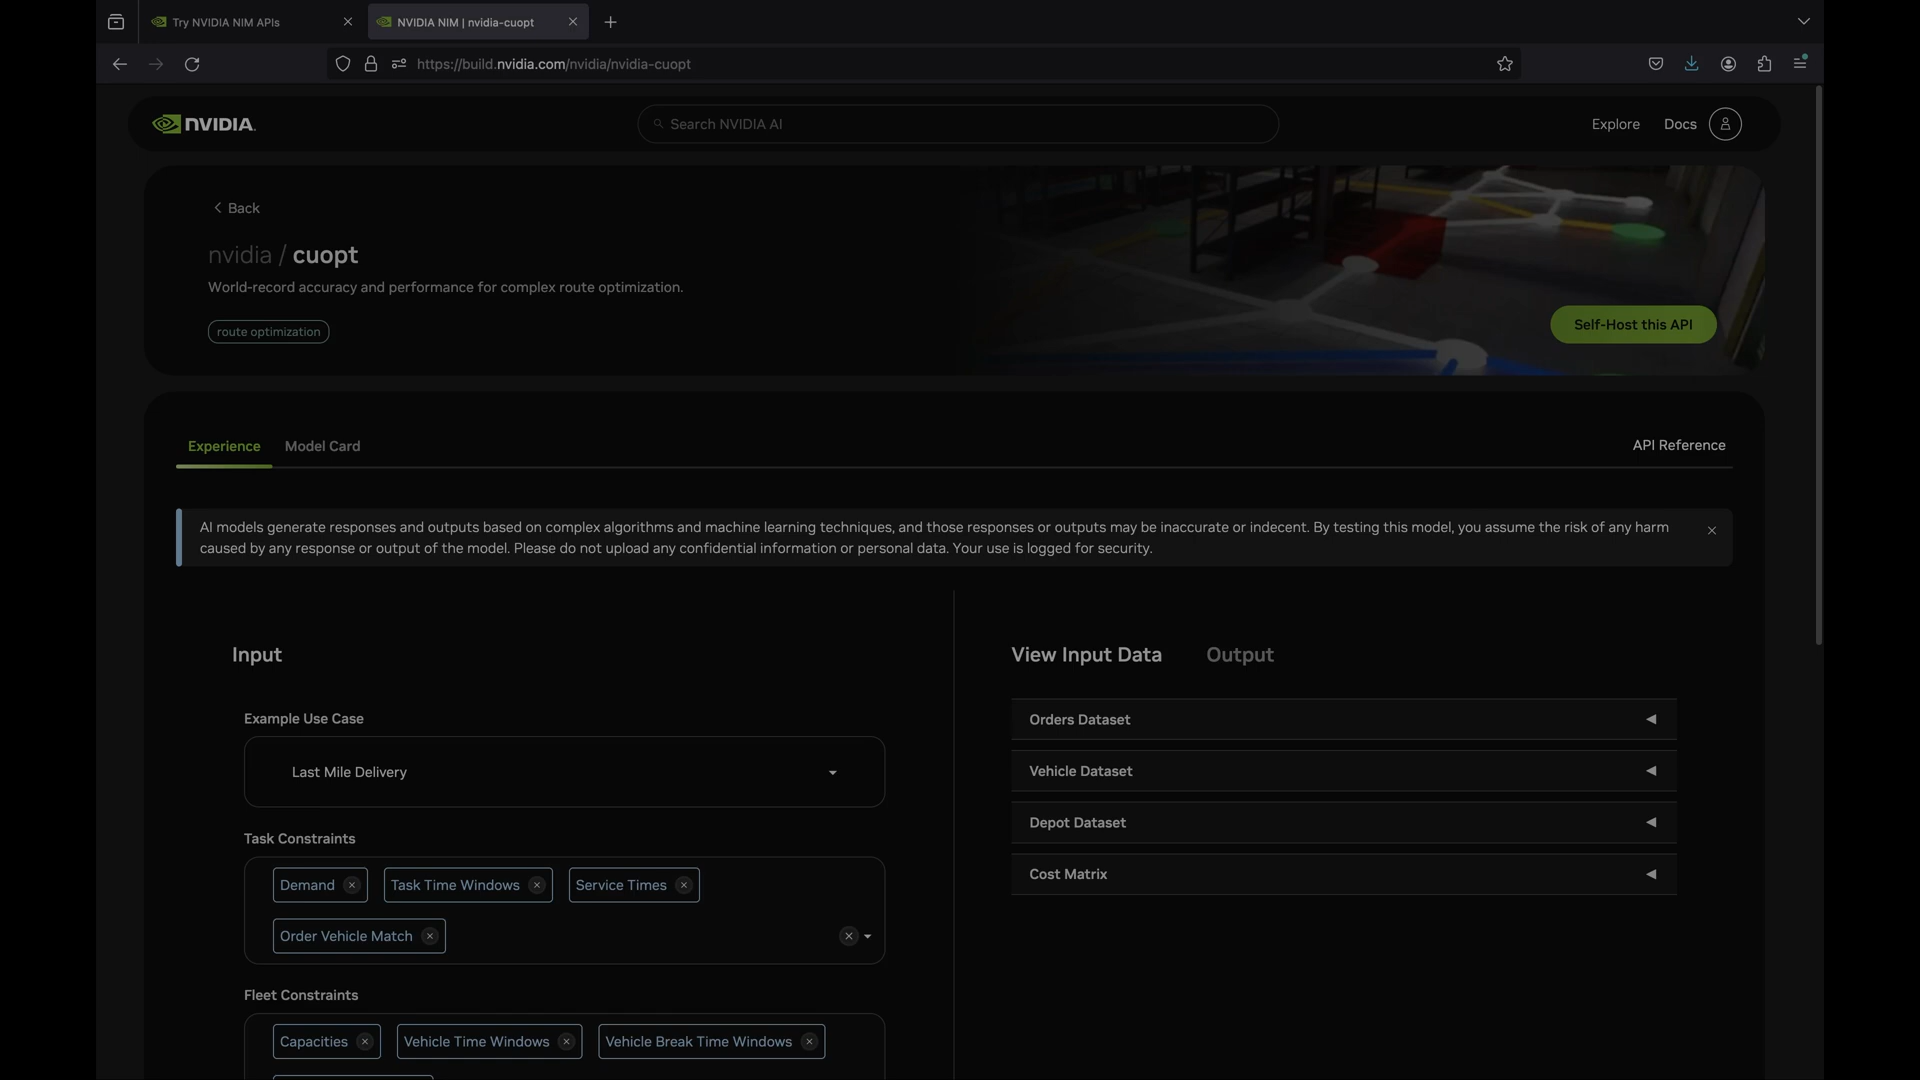 Try NVIDIA NIM APIs
NVIDIA NIM | nvidia-cuopt
https://build.nvidia.com/nvidia/nvidia-cuopt
NVIDIA.
Search NVIDIA AI
Explore
Docs
Back
nvidia / cuopt
World-record accuracy and performance for complex route optimization.
route optimization
Self-Host this API
Experience
Model Card
API Reference
AI models generate responses and outputs based on complex algorithms and machine learning techniques, and those responses or outputs may be inaccurate or indecent. By testing this model, you assume the risk of any harm
caused by any response or output of the model. Please do not upload any confidential information or personal data. Your use is logged for security.
Input
Example Use Case
Last Mile Delivery
Task Constraints
Demand
Task Time Windows
Service Times
Order Vehicle Match
Fleet Constraints
Capacities
Vehicle Time Windows
Vehicle Break Time Windows
View Input Data
Output
Orders Dataset
Vehicle Dataset
Depot Dataset
Cost Matrix